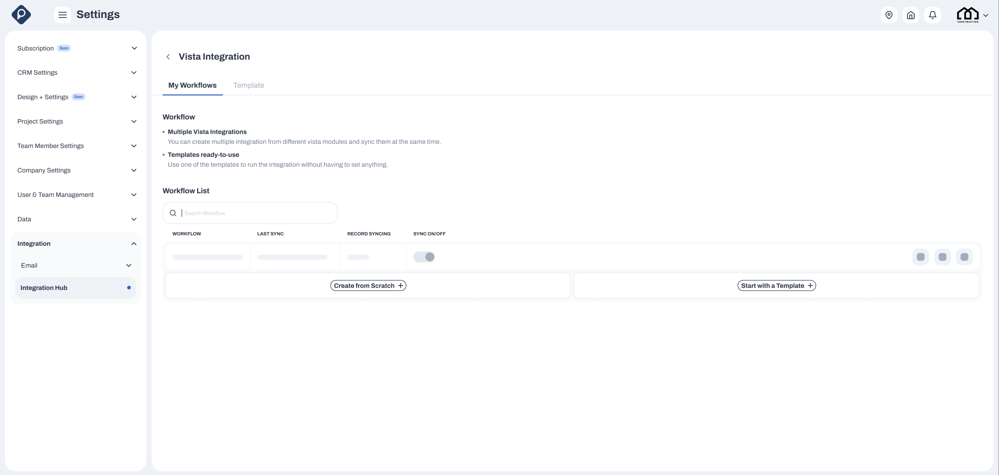 Settings
CONSTRUCTION
Subscription Soon
CRM Settings
Design + Settings Soon
Project Settings
Team Member Settings
Company Settings
User & Team Management
Data
Integration
Email
Integration Hub
Vista Integration
My Workflows Template
Workflow
• Multiple Vista Integrations
You can create multiple integration from different vista modules and sync them at the same time.
• Templates ready-to-use
Use one of the templates to run the integration without having to set anything.
Workflow List
Search Workflow
WORKFLOW LAST SYNC RECORD SYNCING SYNC ON/OFF
Create from Scratch + Start with a Template +